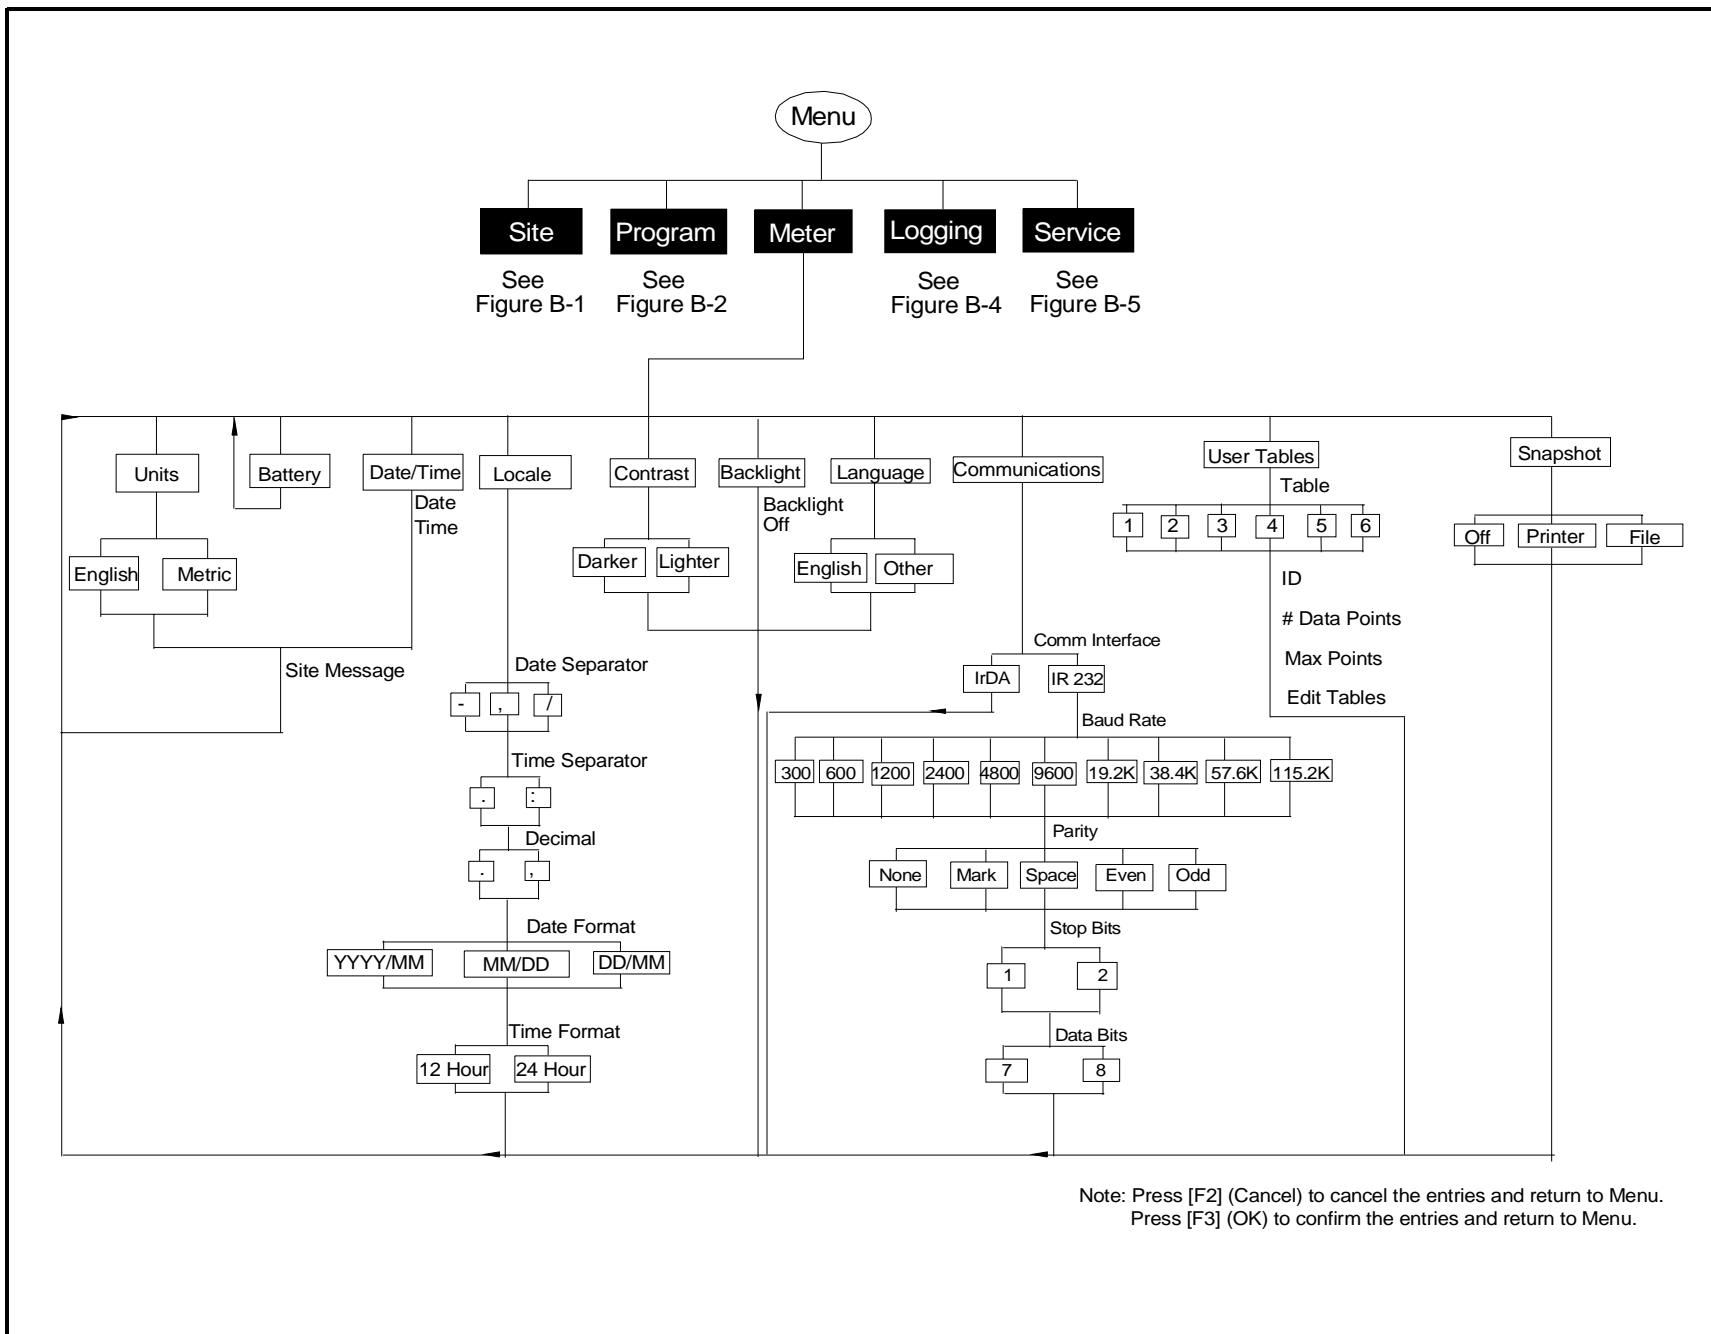 Menu
Site
Program
Meter
Logging
Service
See
Figure B-1
See
Figure B-2
See
Figure B-4
See
Figure B-5
Units
Battery
Date/Time
Locale
Contrast
Backlight
Language
Communications
User Tables
Snapshot
Date
Time
Backlight
Off
Table
1 2 3 4 5 6
Off
Printer
File
English
Metric
Darker
Lighter
English
Other
ID
# Data Points
Max Points
Edit Tables
Site Message
Date Separator
- , /
Time Separator
. :
Decimal
. ,
Date Format
YYYY/MM
MM/DD
DD/MM
Time Format
12 Hour
24 Hour
Comm Interface
IrDA
IR 232
Baud Rate
300 600 1200 2400 4800 9600 19.2K 38.4K 57.6K 115.2K
Parity
None
Mark
Space
Even
Odd
Stop Bits
1 2
Data Bits
7 8
Note: Press [F2] (Cancel) to cancel the entries and return to Menu.
Press [F3] (OK) to confirm the entries and return to Menu.